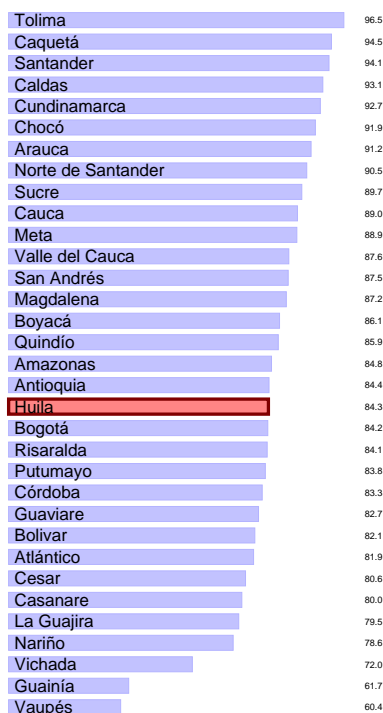 Tolima 96.5
Caquetá 94.5
Santander 94.1
Caldas 93.1
Cundinamarca 92.7
Chocó 91.9
Arauca 91.2
Norte de Santander 90.5
Sucre 89.7
Cauca 89.0
Meta 88.9
Valle del Cauca 87.6
San Andrés 87.5
Magdalena 87.2
Boyacá 86.1
Quindío 85.9
Amazonas 84.8
Antioquia 84.4
Huila 84.3
Bogotá 84.2
Risaralda 84.1
Putumayo 83.8
Córdoba 83.3
Guaviare 82.7
Bolivar 82.1
Atlántico 81.9
Cesar 80.6
Casanare 80.0
La Guajira 79.5
Nariño 78.6
Vichada 72.0
Guainía 61.7
Vaupés 60.4